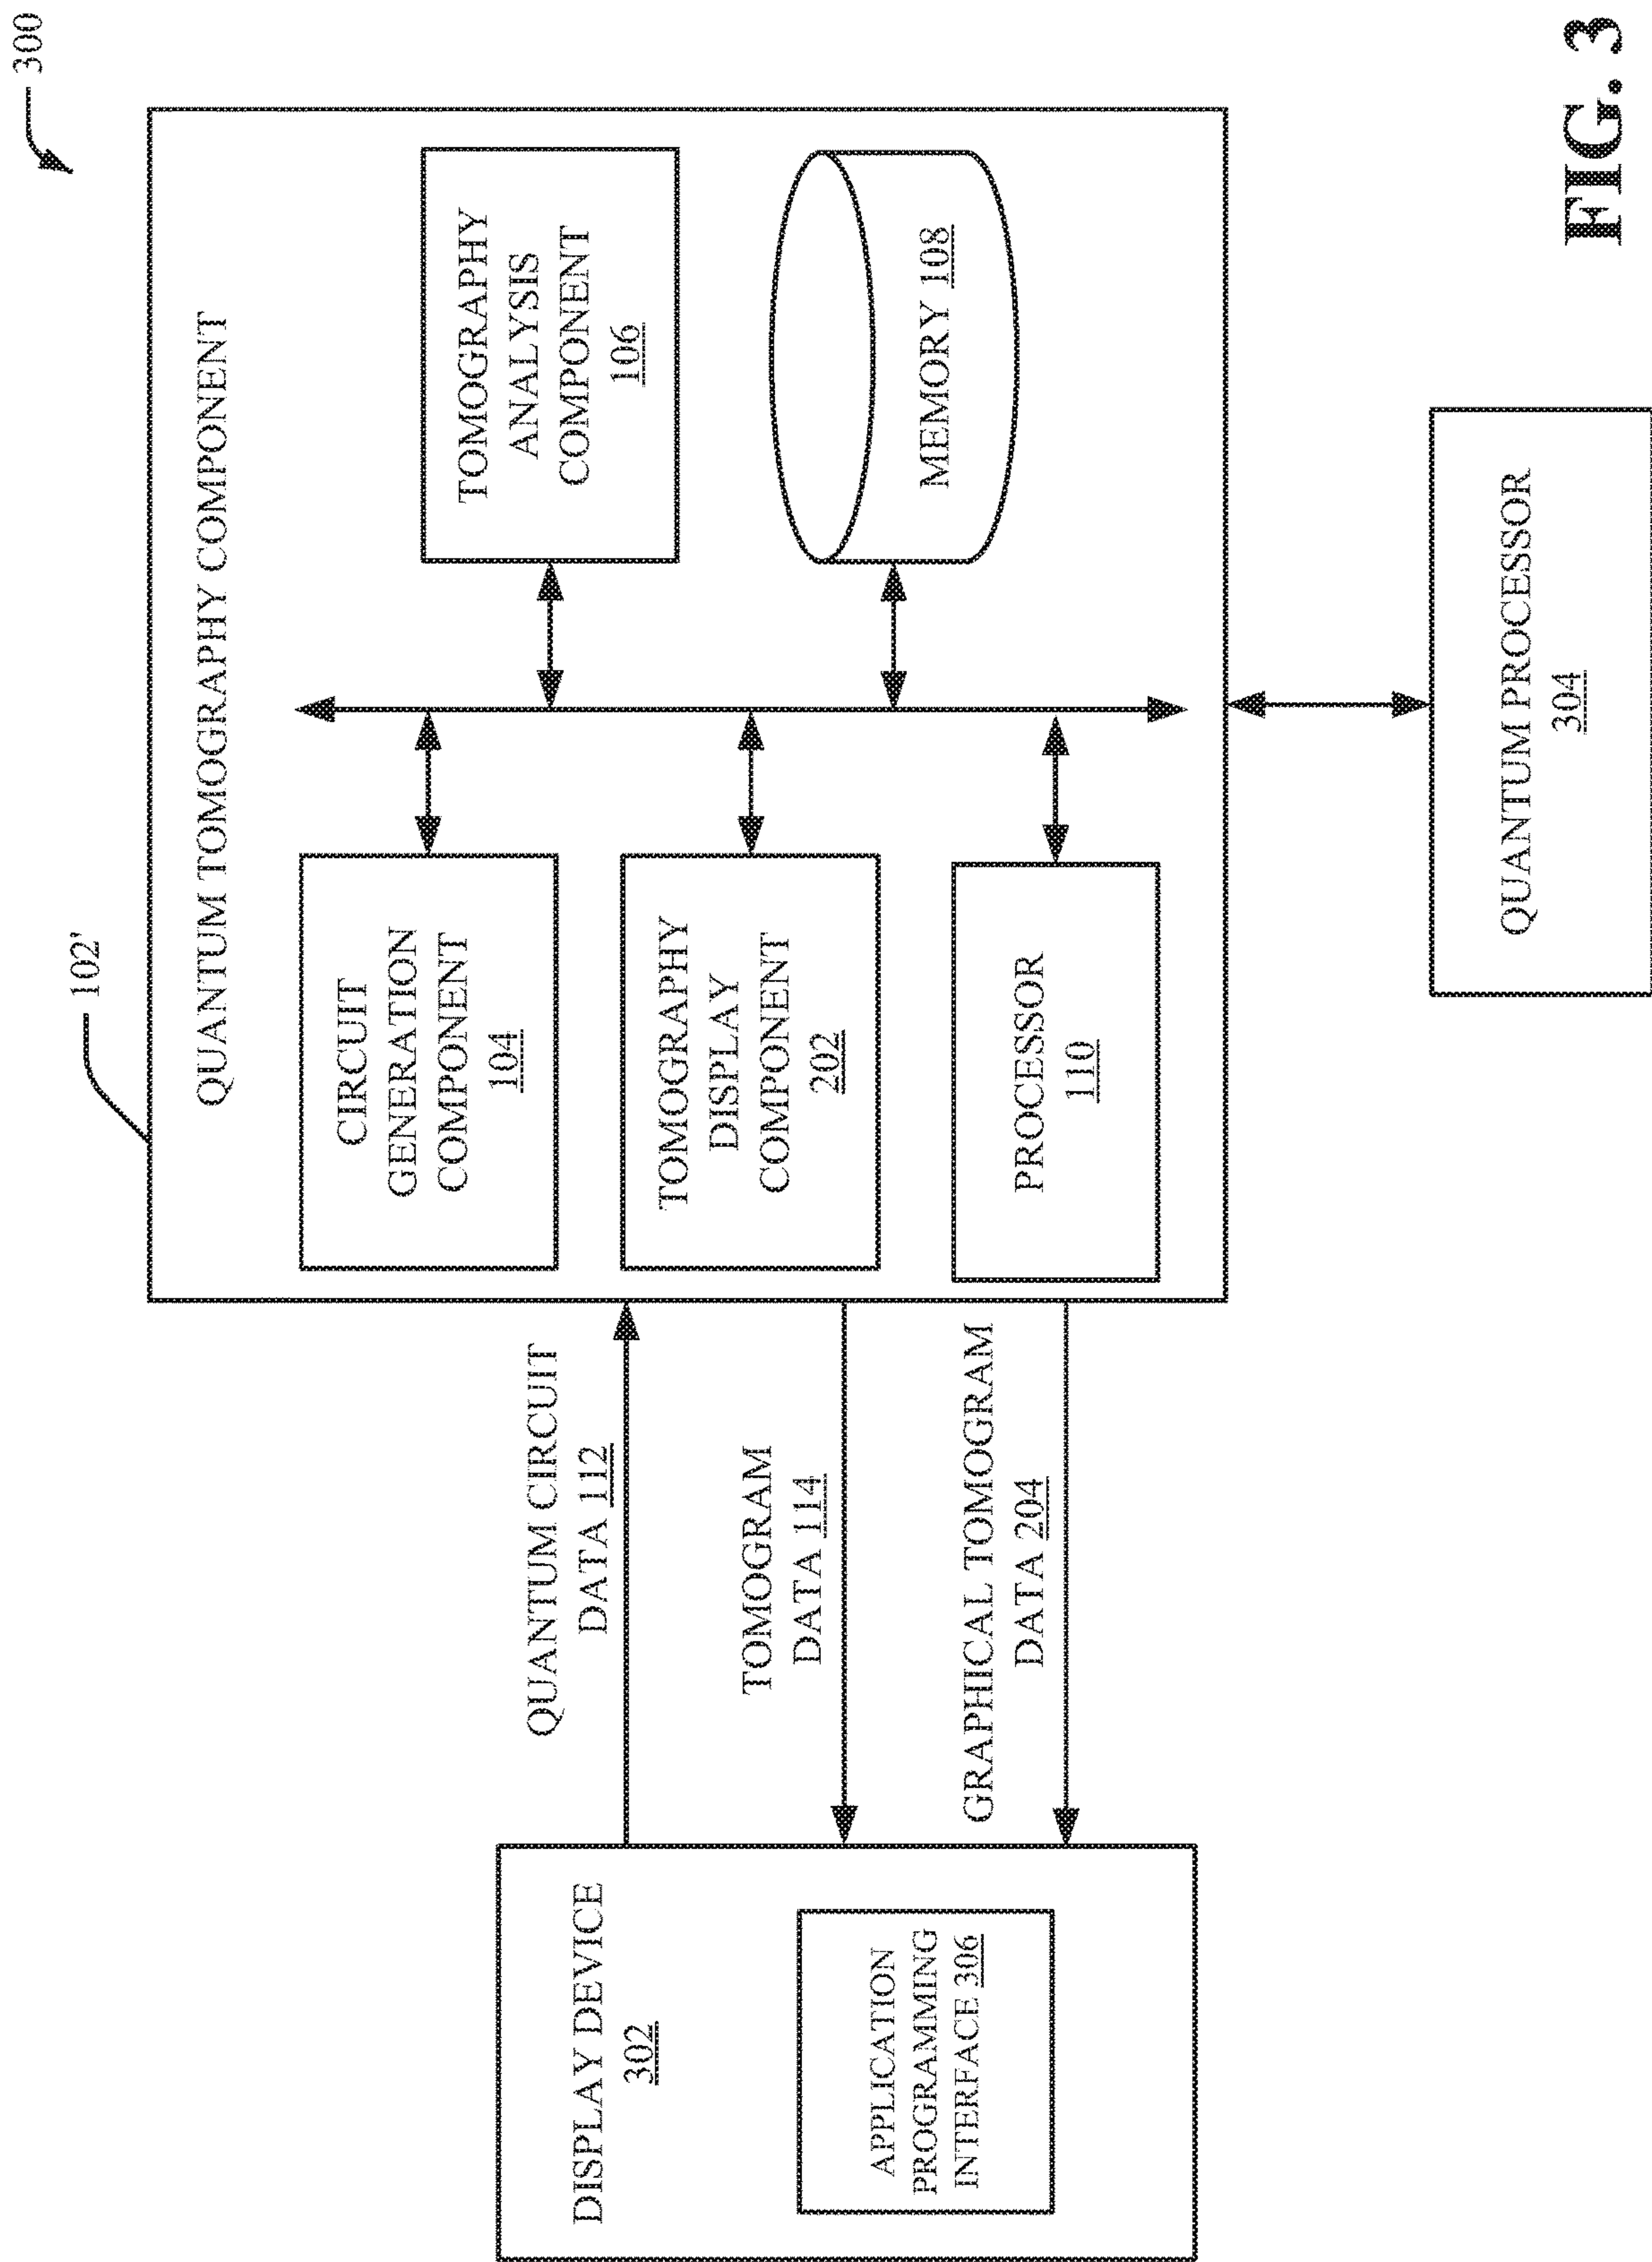 300
102'
QUANTUM TOMOGRAPHY COMPONENT
CIRCUIT
GENERATION
COMPONENT
104
TOMOGRAPHY
ANALYSIS
COMPONENT
106
TOMOGRAPHY
DISPLAY
COMPONENT
202
MEMORY 108
PROCESSOR
110
DISPLAY DEVICE
302
APPLICATION
PROGRAMMING
INTERFACE 306
QUANTUM CIRCUIT
DATA 112
TOMOGRAM
DATA 114
GRAPHICAL TOMOGRAM
DATA 204
QUANTUM PROCESSOR
304
FIG. 3